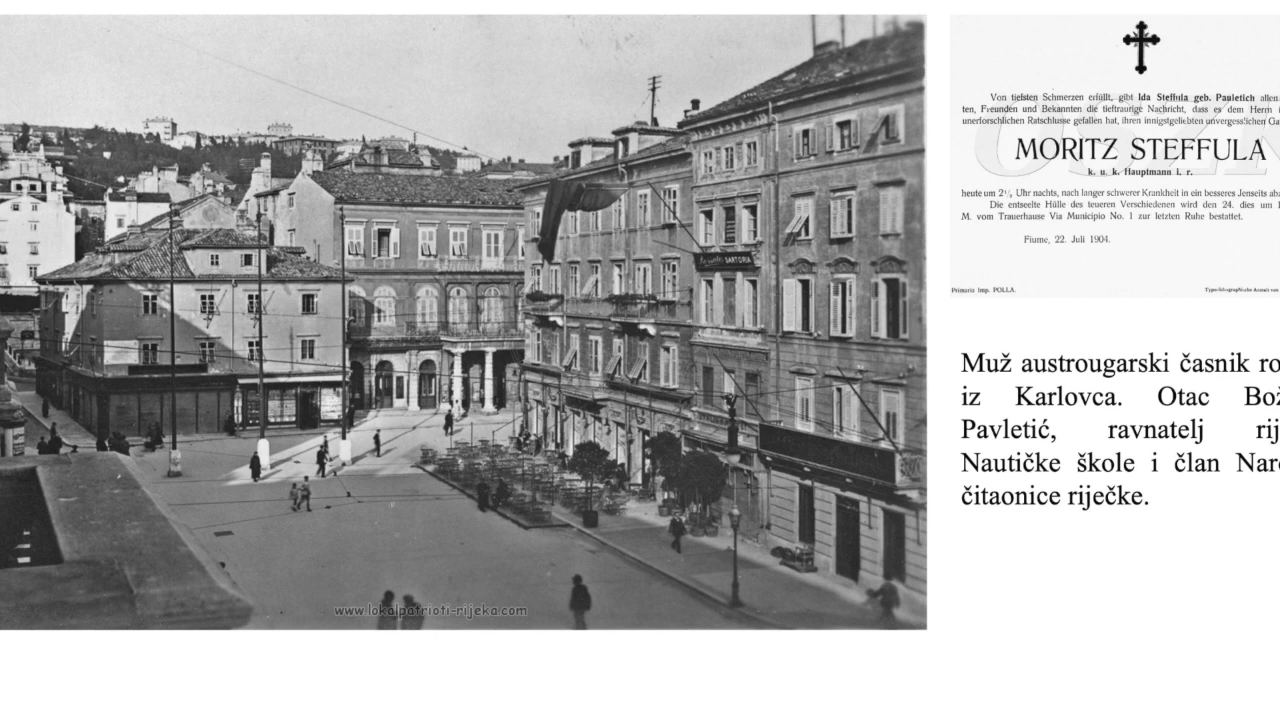 SARTORIA
www.lokalpatrioti-rijeka.com
Von tiefsten Schmerzen erfüllt, gibt Ida Steffula geb. Pauletich allen
ten, Freunden und Bekannten die tieftraurige Nachricht, dass es dem Herrn
unerforschlichen Ratschlusse gefallen hat, ihren innigstgeliebten unvergesslichen
MORITZ STEFFULA
k. u. k. Hauptmann i. r.
heute um 2½ Uhr nachts, nach langer schwerer Krankheit in ein besseres Jenseits
Die entseelte Hülle des teueren Verschiedenen wird den 24. dies um
M. vom Trauerhause Via Municipio No. 1 zur letzten Ruhe bestattet.
Fiume, 22. Juli 1904.
Primaria Imp. POLLA.
Typo-lithographische Anstalt von
Muž austrougarski časnik
iz Karlovca. Otac
Pavletić, ravnatelj
Nautičke škole i član
čitaonice riječke.